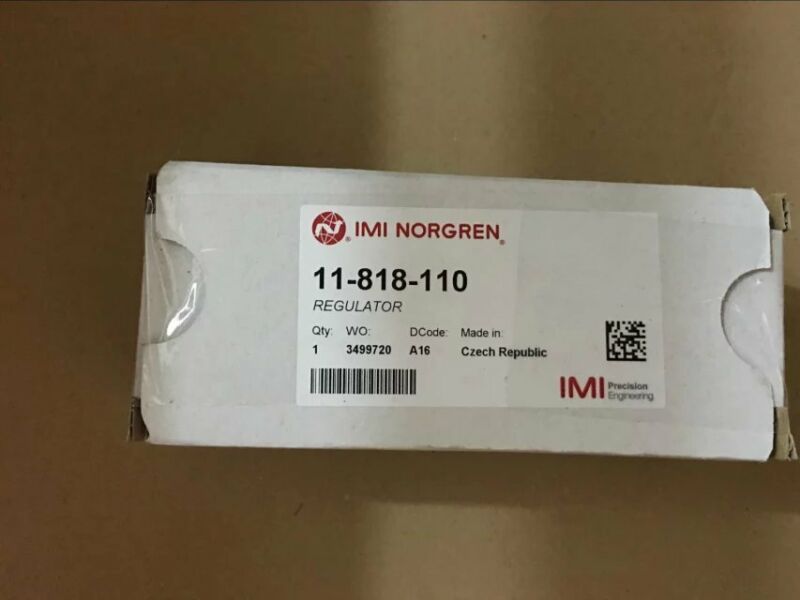 IMI NORGREN®
11-818-110
REGULATOR
Qty: WO: DCode: Made in:
1 3499720 A16 Czech Republic
IMI Precision
Engineering